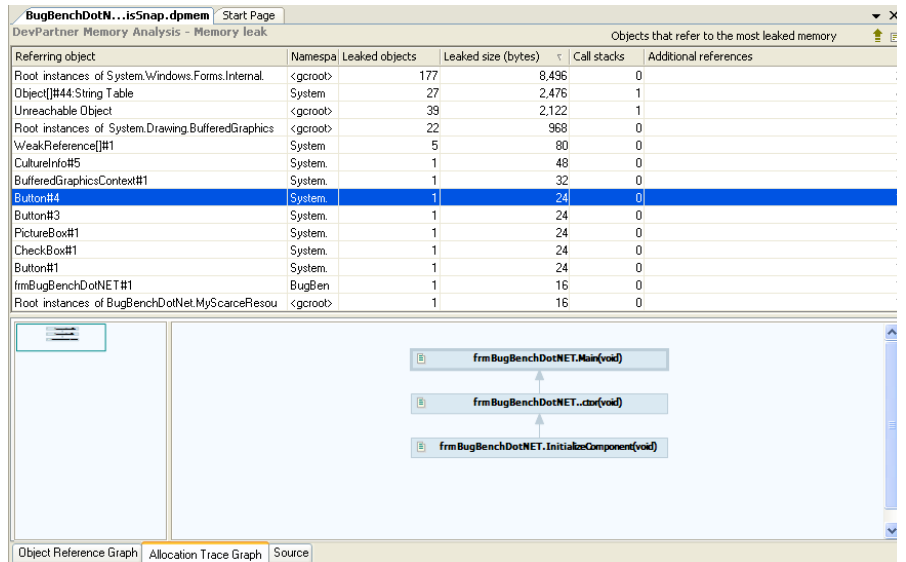 BugBenchDotN...isSnap.dpmem Start Page
DevPartner Memory Analysis - Memory leak
Objects that refer to the most leaked memory
Referring object Namespa Leaked objects Leaked size (bytes) Call stacks Additional references
Root instances of System.Windows.Forms.Internal. <gcroot> 177 8,496 0
Object[]#44:String Table System 27 2,476 1
Unreachable Object <gcroot> 39 2,122 1
Root instances of System.Drawing.BufferedGraphics <gcroot> 22 968 0
WeakReference[]#1 System 5 80 0
CultureInfo#5 System. 1 48 0
BufferedGraphicsContext#1 System. 1 32 0
Button#4 System. 1 24 0
Button#3 System. 1 24 0
PictureBox#1 System. 1 24 0
CheckBox#1 System. 1 24 0
Button#1 System. 1 24 0
frmBugBenchDotNET#1 BugBen 1 16 0
Root instances of BugBenchDotNet.MyScarceResou <gcroot> 1 16 0
frmBugBenchDotNET.Main(void)
frmBugBenchDotNET..ctor(void)
frmBugBenchDotNET.InitializeComponent(void)
Object Reference Graph Allocation Trace Graph Source